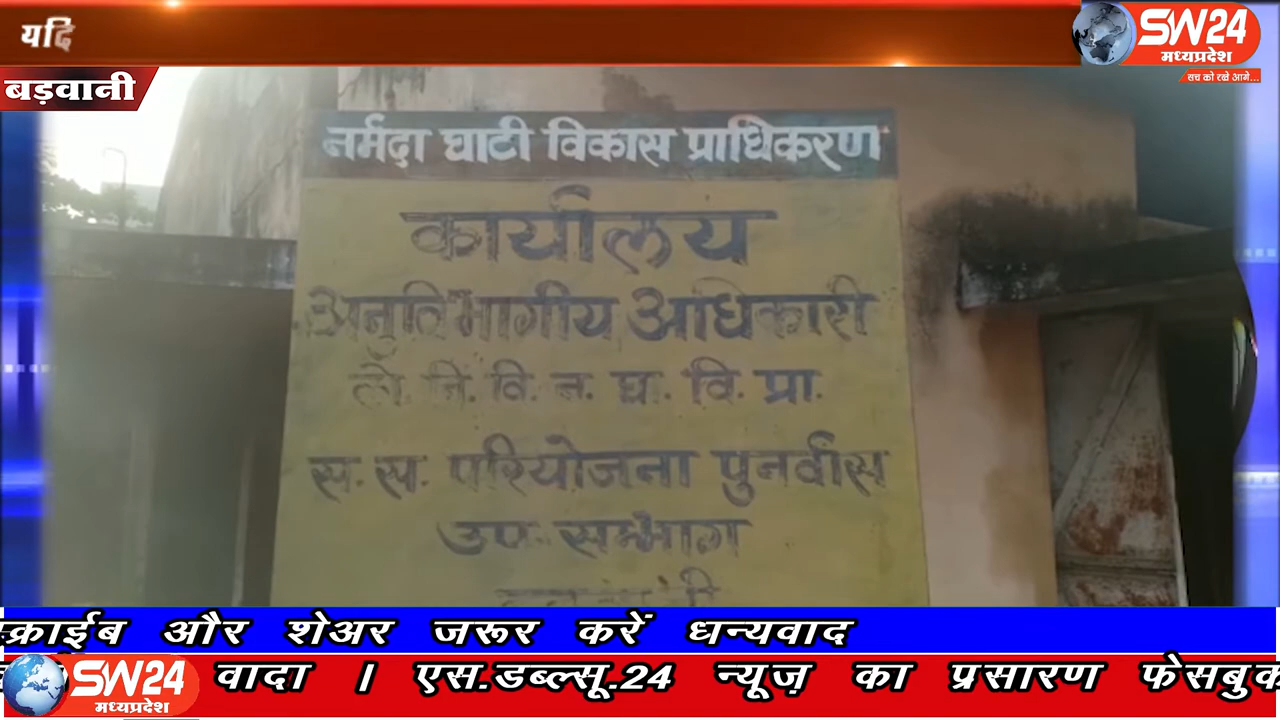 यदि
SW24
मध्यप्रदेश
सच को रखे आगे...
बड़वानी
नर्मदा घाटी विकास प्राधिकरण
कार्यालय
अनुविभागीय अधिकारी
लो. नि. वि. न. घा. वि. प्रा.
स. स. परियोजना पुनर्वास
उप सम्भाग
स्क्राईब और शेअर जरूर करें धन्यवाद
SW24
मध्यप्रदेश
वादा । एस.डब्ल्सू.24 न्यूज़ का प्रसारण फेसबुक